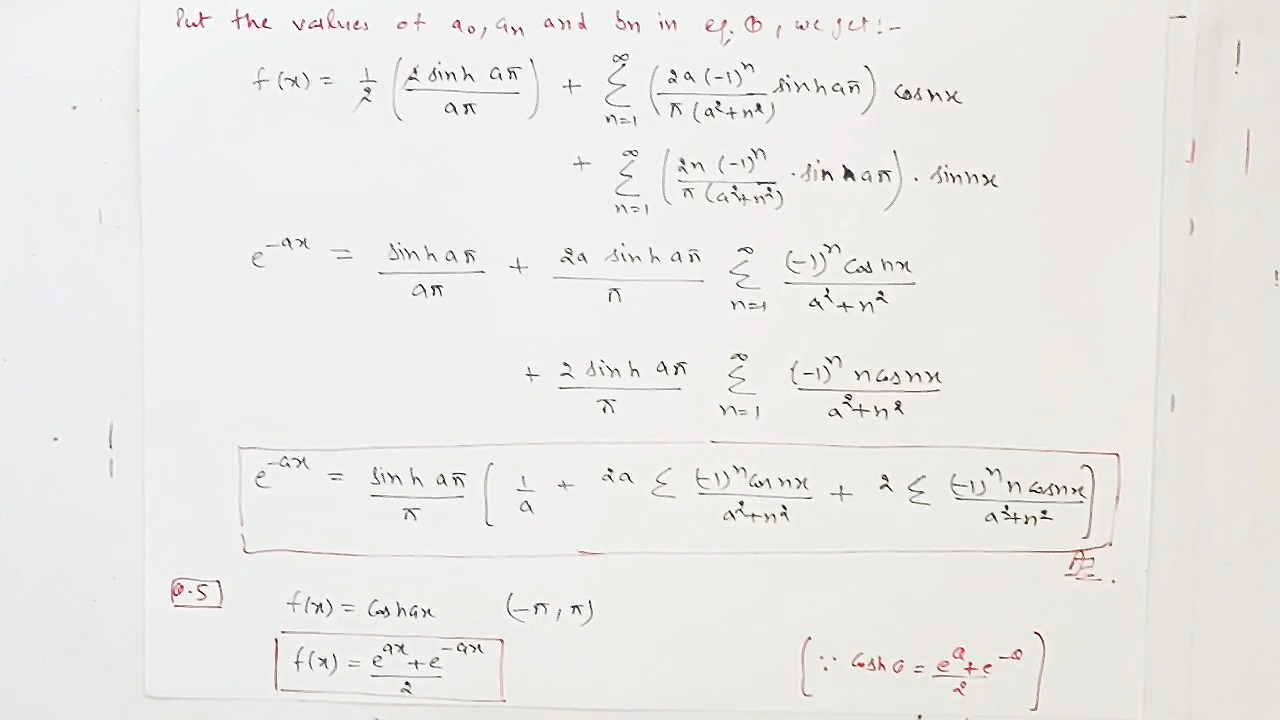 Put the values of a₀, aₙ and bₙ in eq. ①, we get:-
f(x) = 1/2 (2 sinh aπ / aπ) + ∑_{n=1}^{∞} (2a (-1)ⁿ / π (a²+n²) sinh aπ) cos nx
+ ∑_{n=1}^{∞} (2n (-1)ⁿ / π (a²+n²) · sinh aπ) · sin nx
e^{-ax} = sinh aπ / aπ + 2a sinh aπ / π ∑_{n=1}^{∞} (-1)ⁿ cos nx / a²+n²
+ 2 sinh aπ / π ∑_{n=1}^{∞} (-1)ⁿ n cos nx / a²+n²
e^{-ax} = sinh aπ / π [ 1/a + 2a ∑ (-1)ⁿ cos nx / a²+n² + 2 ∑ (-1)ⁿ n cos nx / a²+n² ]
Q.5 f(x) = cosh ax (-π, π)
f(x) = e^{ax} + e^{-ax} / 2 [∵ cosh θ = e^{θ} + e^{-θ} / 2]